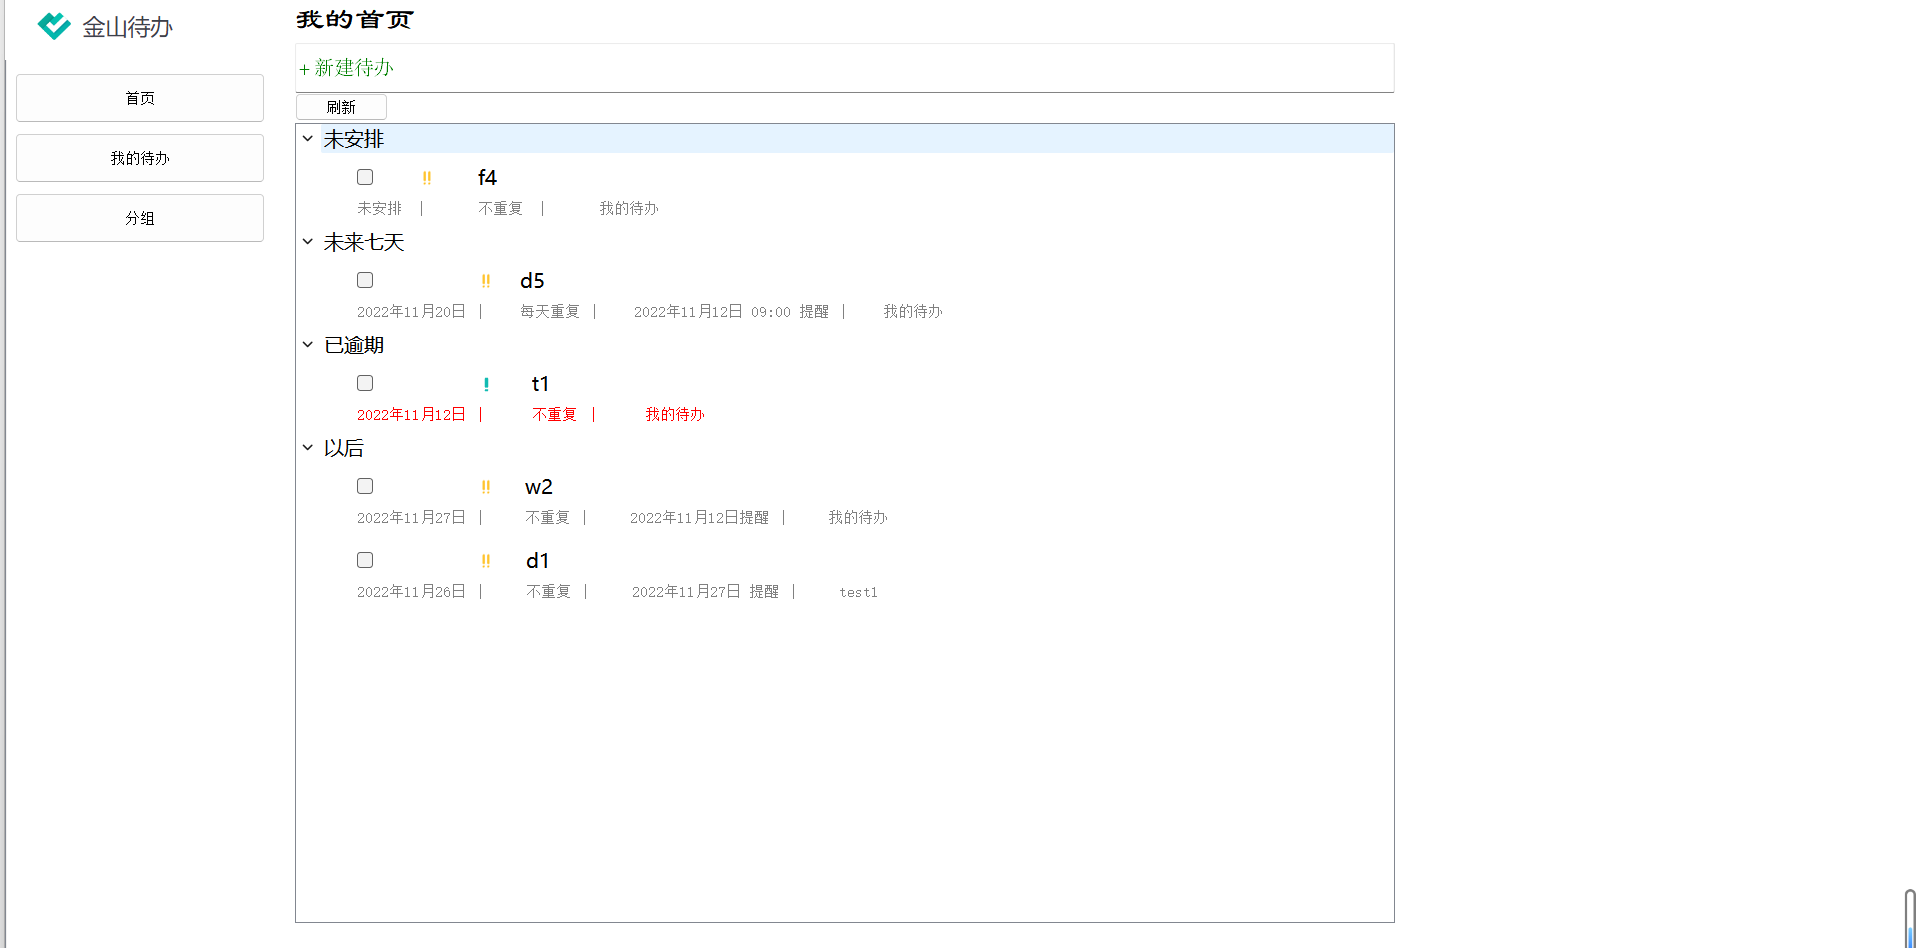 金山待办
首页
我的待办
分组
我的首页
+ 新建待办
刷新
未安排
!! f4
未安排 | 不重复 | 我的待办
未来七天
!! d5
2022年11月20日 | 每天重复 | 2022年11月12日 09:00 提醒 | 我的待办
已逾期
! t1
2022年11月12日 | 不重复 | 我的待办
以后
!! w2
2022年11月27日 | 不重复 | 2022年11月12日提醒 | 我的待办
!! d1
2022年11月26日 | 不重复 | 2022年11月27日 提醒 | test1